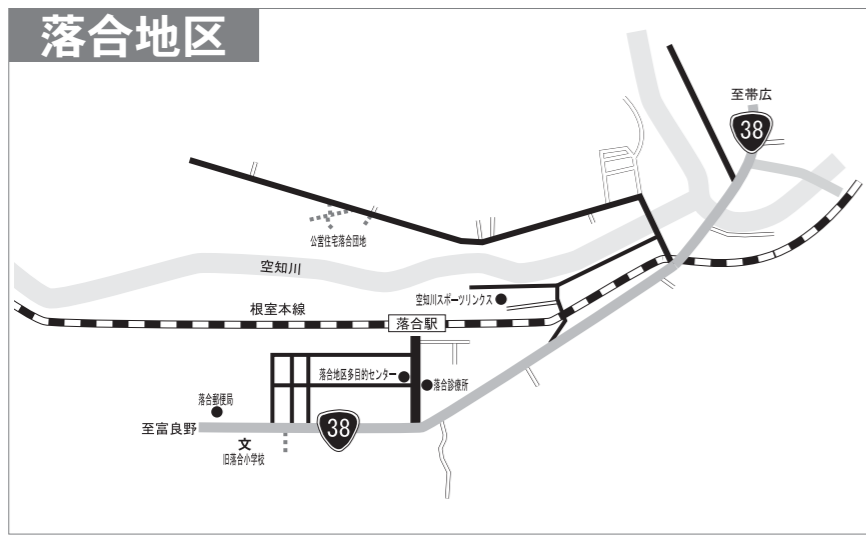 落合地区
至帯広
38
公営住宅落合団地
空知川
空知川スポーツリンクス
根室本線
落合駅
落合地区多目的センター
落合診療所
落合郵便局
至富良野
38
文
旧落合小学校